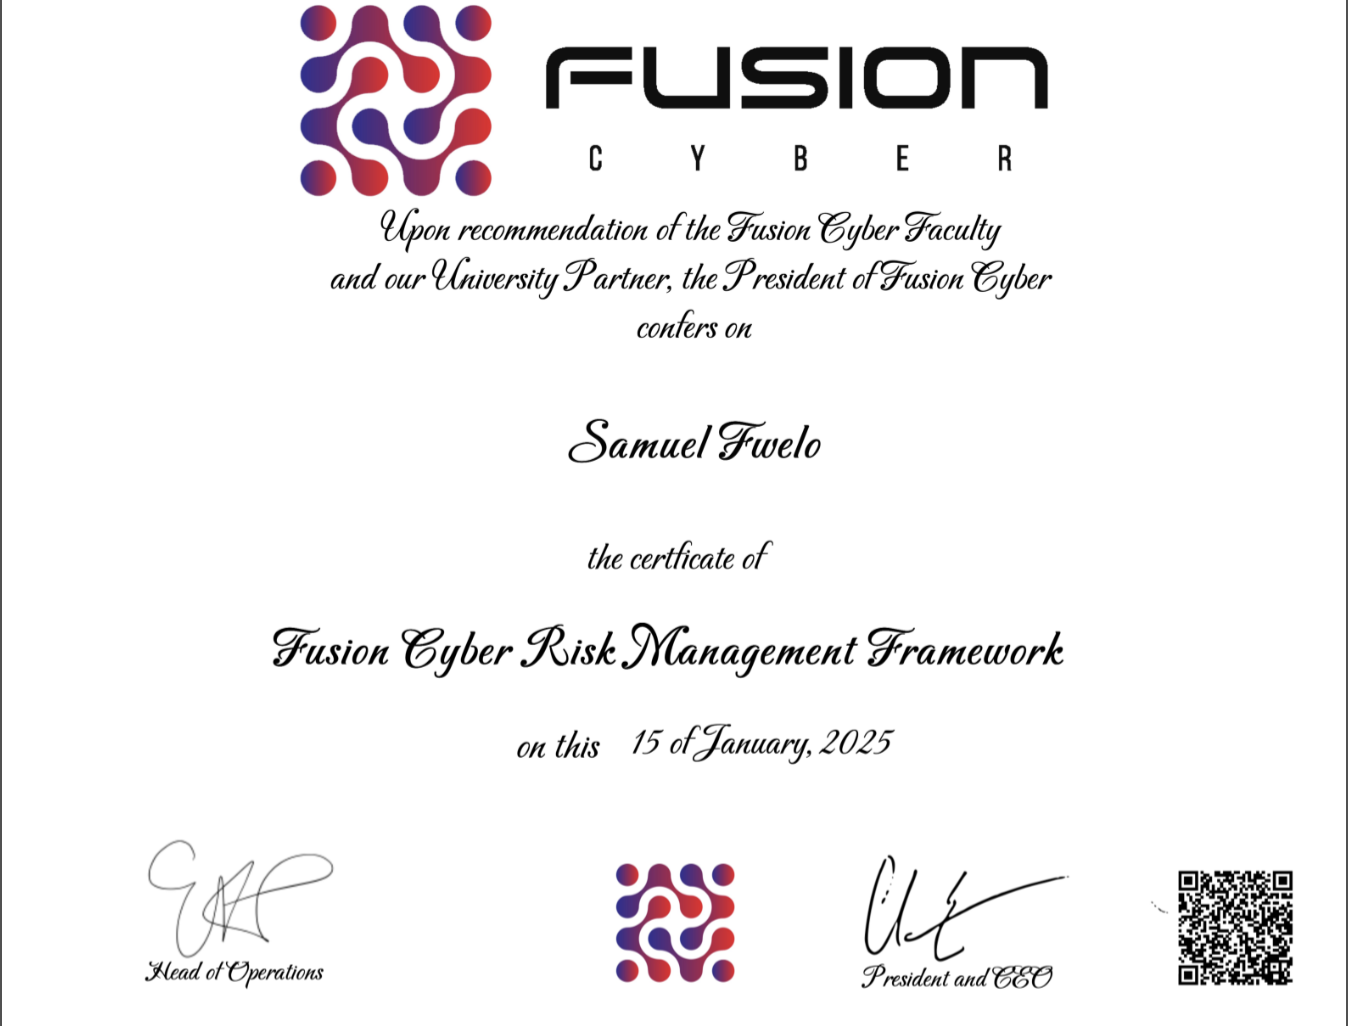 FUSION
CYBER
Upon recommendation of the Fusion Cyber Faculty
and our University Partner, the President of Fusion Cyber
confers on
Samuel Fwelo
the certficate of
Fusion Cyber Risk Management Framework
on this 15 of January, 2025
Head of Operations
President and CEO